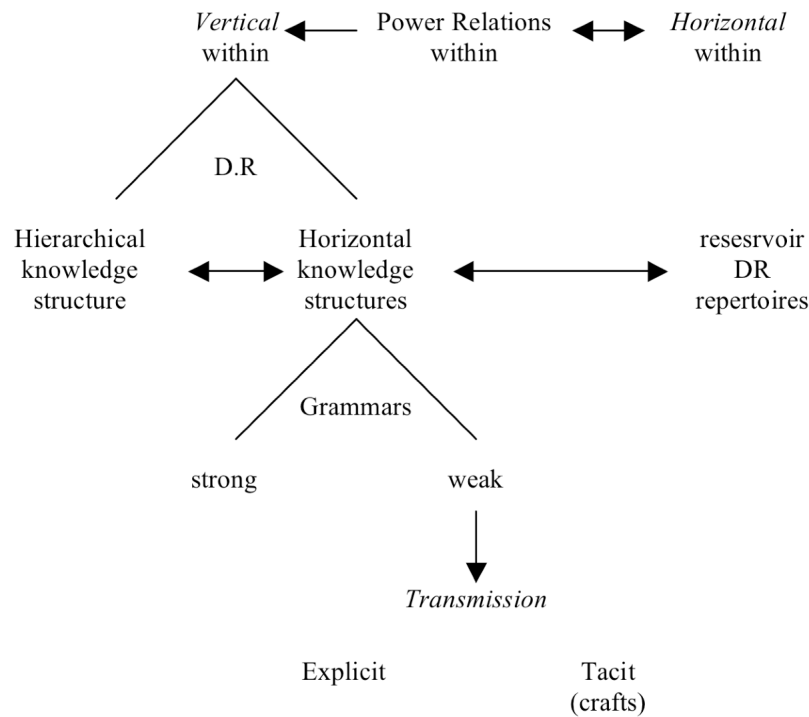 Vertical
within
Power Relations
within
Horizontal
within
D.R
Hierarchical
knowledge
structure
Horizontal
knowledge
structures
resesrvoir
DR
repertoires
Grammars
strong
weak
Transmission
Explicit
Tacit
(crafts)